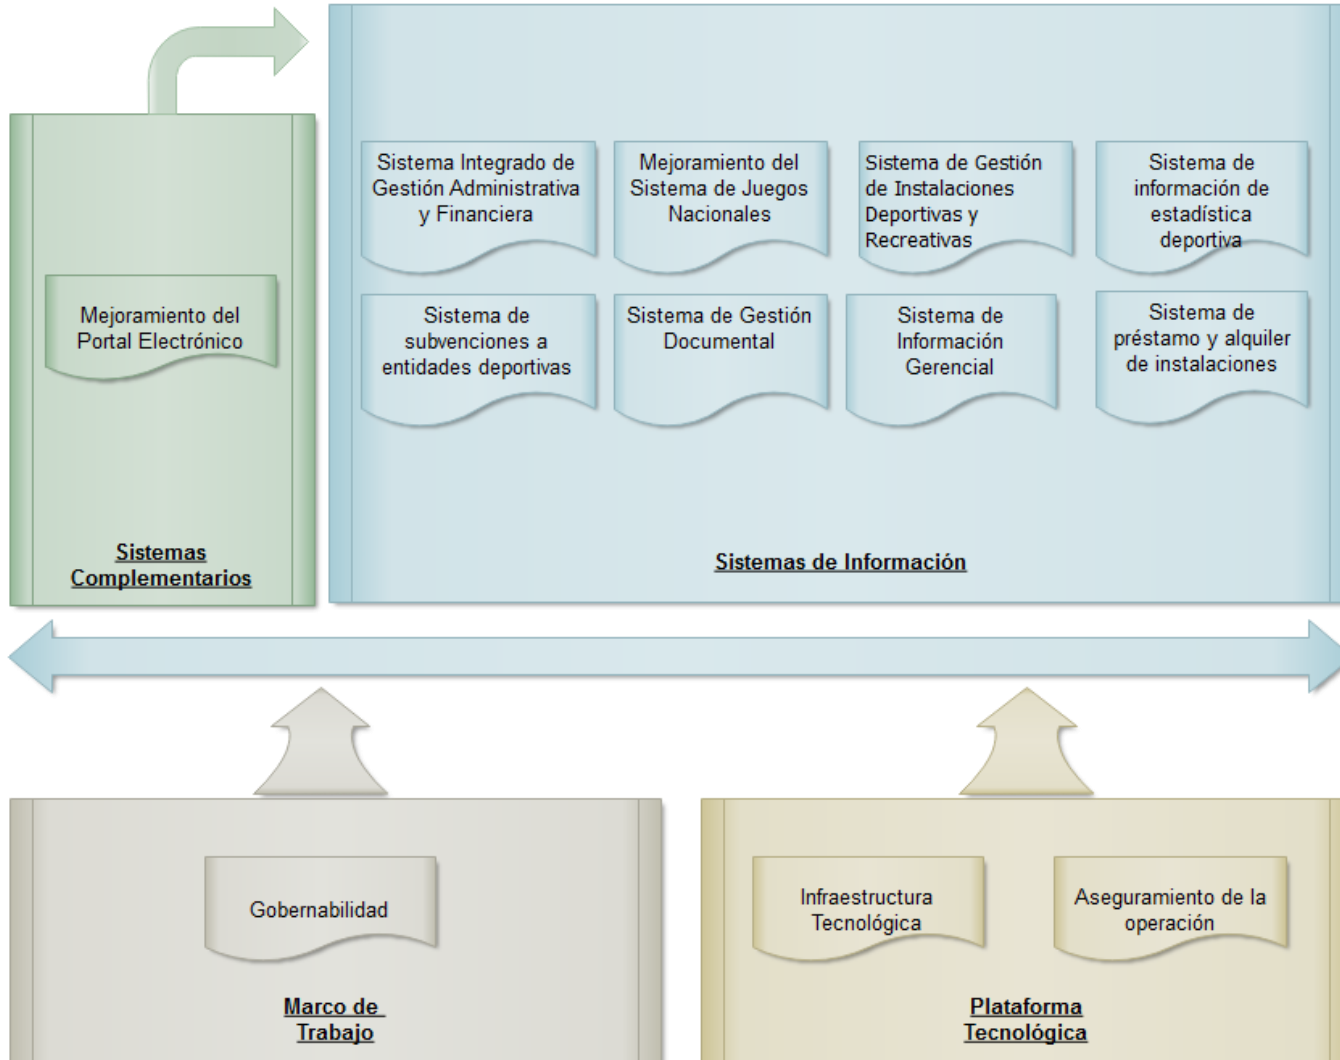 Sistema Integrado de
Gestión Administrativa
y Financiera
Mejoramiento del
Sistema de Juegos
Nacionales
Sistema de Gestión
de Instalaciones
Deportivas y
Recreativas
Sistema de
información de
estadística
deportiva
Mejoramiento del
Portal Electrónico
Sistema de
subvenciones a
entidades deportivas
Sistema de Gestión
Documental
Sistema de
Información
Gerencial
Sistema de
préstamo y alquiler
de instalaciones
Sistemas
Complementarios
Sistemas de Información
Gobernabilidad
Infraestructura
Tecnológica
Aseguramiento de la
operación
Marco de
Trabajo
Plataforma
Tecnológica